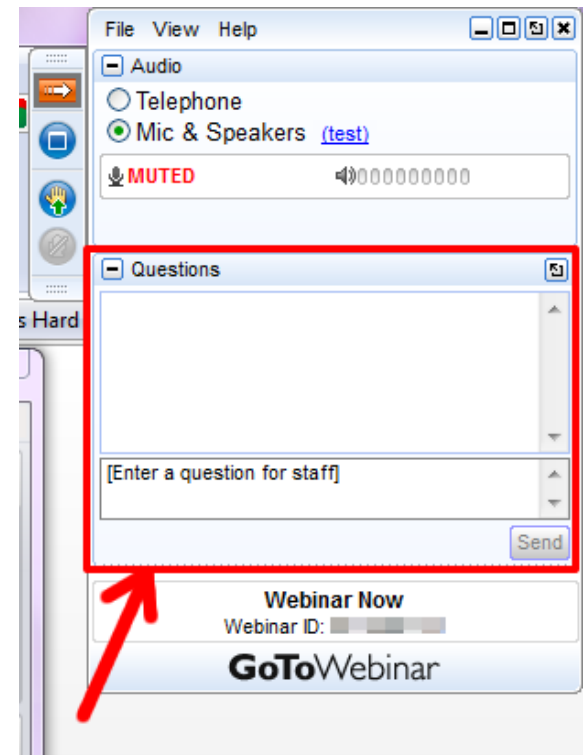 File View Help
Audio
Telephone
Mic & Speakers (test)
MUTED 000000000
Questions
s Hard
[Enter a question for staff]
Send
Webinar Now
Webinar ID:
GoToWebinar